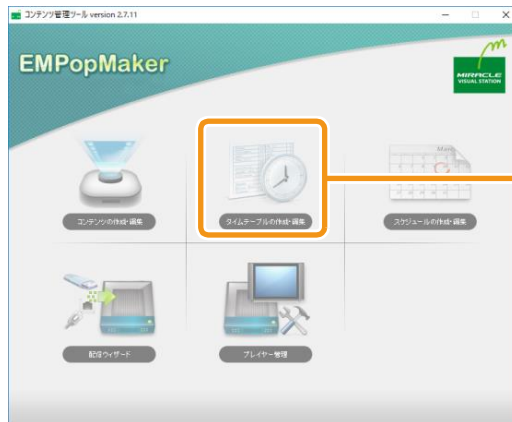 コンテンツ管理ツール version 2.7.11
EMPopMaker
MIRACLE
VISUAL STATION
コンテンツの作成・編集
タイムテーブルの作成・編集
スケジュールの作成・編集
配信ウィザード
プレイヤー管理